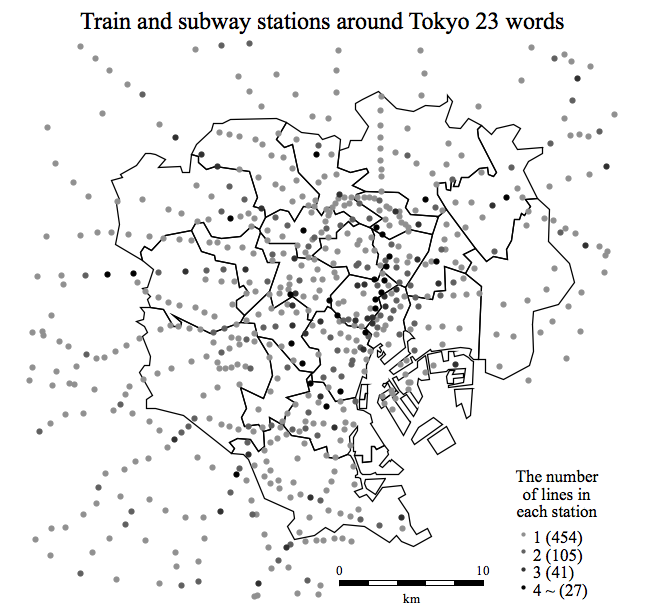 Train and subway stations around Tokyo 23 words
The number
of lines in
each station
1 (454)
2 (105)
3 (41)
4 ~ (27)
0 10
km